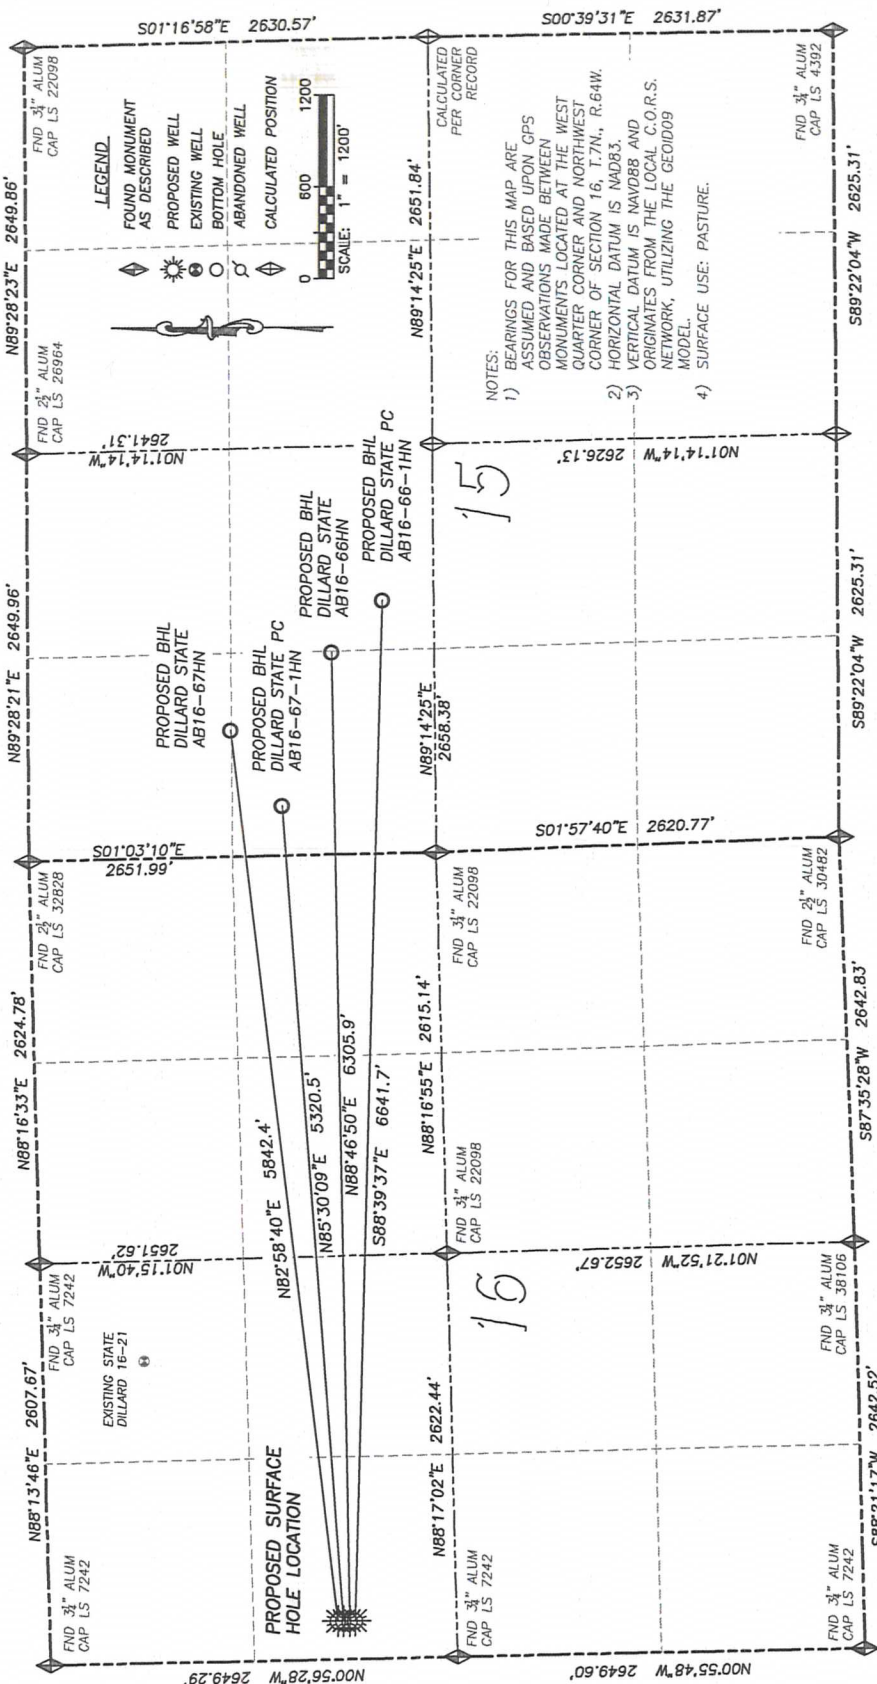 N88°13'46"E 2607.67'
N88°16'33"E 2624.78'
N89°28'21"E 2649.96'
N89°28'23"E 2649.86'
FND 3¼" ALUM
CAP LS 7242
FND 3¼" ALUM
CAP LS 7242
FND 2½" ALUM
CAP LS 32828
FND 2½" ALUM
CAP LS 26964
FND 3¼" ALUM
CAP LS 22098
EXISTING STATE
DILLARD 16-21
N00°56'28"W 2649.29'
N01°15'40"W
2651.62'
S01°03'10"E
2651.99'
N01°14'14"W
2641.31'
S01°16'58"E 2630.57'
LEGEND
FOUND MONUMENT
AS DESCRIBED
PROPOSED WELL
EXISTING WELL
BOTTOM HOLE
ABANDONED WELL
CALCULATED POSITION
0 600 1200
SCALE: 1" = 1200'
PROPOSED SURFACE
HOLE LOCATION
N82°58'40"E 5842.4'
N85°30'09"E 5320.5'
N88°46'50"E 6305.9'
S88°39'37"E 6641.7'
PROPOSED BHL
DILLARD STATE
AB16-67HN
PROPOSED BHL
DILLARD STATE PC
AB16-67-1HN
PROPOSED BHL
DILLARD STATE
AB16-66HN
PROPOSED BHL
DILLARD STATE PC
AB16-66-1HN
N88°17'02"E 2622.44'
N88°16'55"E 2615.14'
N89°14'25"E
2658.38'
N89°14'25"E 2651.84'
FND 3¼" ALUM
CAP LS 7242
FND 3¼" ALUM
CAP LS 22098
FND 3¼" ALUM
CAP LS 22098
CALCULATED
PER CORNER
RECORD
16
15
NOTES:
1) BEARINGS FOR THIS MAP ARE
ASSUMED AND BASED UPON GPS
OBSERVATIONS MADE BETWEEN
MONUMENTS LOCATED AT THE WEST
QUARTER CORNER AND NORTHWEST
CORNER OF SECTION 16, T.7N., R.64W.
2) HORIZONTAL DATUM IS NAD83.
3) VERTICAL DATUM IS NAVD88 AND
ORIGINATES FROM THE LOCAL C.O.R.S.
NETWORK, UTILIZING THE GEOID09
MODEL.
4) SURFACE USE: PASTURE.
N00°55'48"W 2649.60'
N01°21'52"W 2652.67'
S01°57'40"E 2620.77'
N01°14'14"W 2626.13'
S00°39'31"E 2631.87'
FND 3¼" ALUM
CAP LS 7242
FND 3¼" ALUM
CAP LS 38106
FND 2½" ALUM
CAP LS 30482
FND 3¼" ALUM
CAP LS 4392
S88°21'17"W 2642.52'
S87°35'28"W 2642.83'
S89°22'04"W 2625.31'
S89°22'04"W 2625.31'